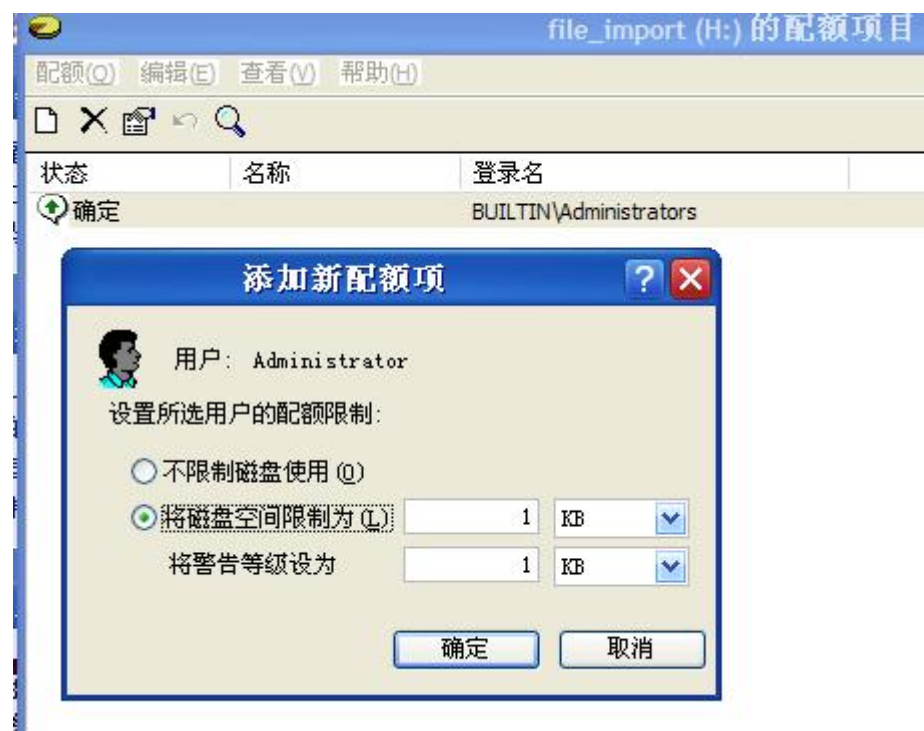 file_import (H:) 的配额项目
配额(Q) 编辑(E) 查看(V) 帮助(H)
状态 名称 登录名
确定 BUILTIN\Administrators
添加新配额项
用户: Administrator
设置所选用户的配额限制:
不限制磁盘使用(O)
将磁盘空间限制为(L) 1 KB
将警告等级设为 1 KB
确定 取消